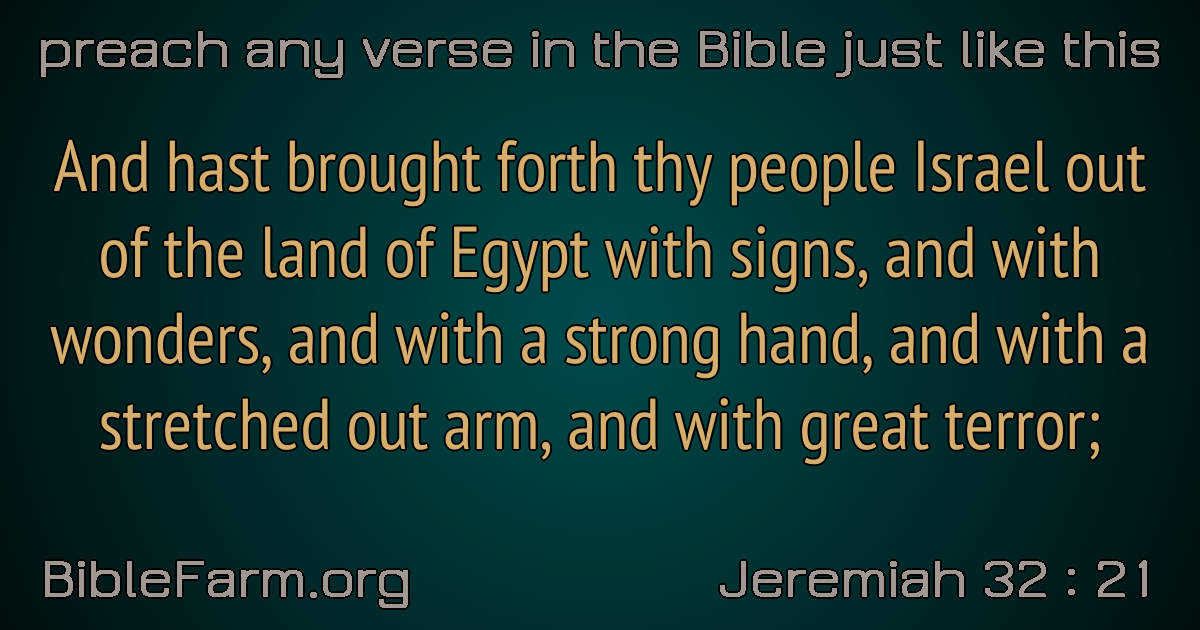 preach any verse in the Bible just like this
And hast brought forth thy people Israel out
of the land of Egypt with signs, and with
wonders, and with a strong hand, and with a
stretched out arm, and with great terror;
BibleFarm.org
Jeremiah 32 : 21